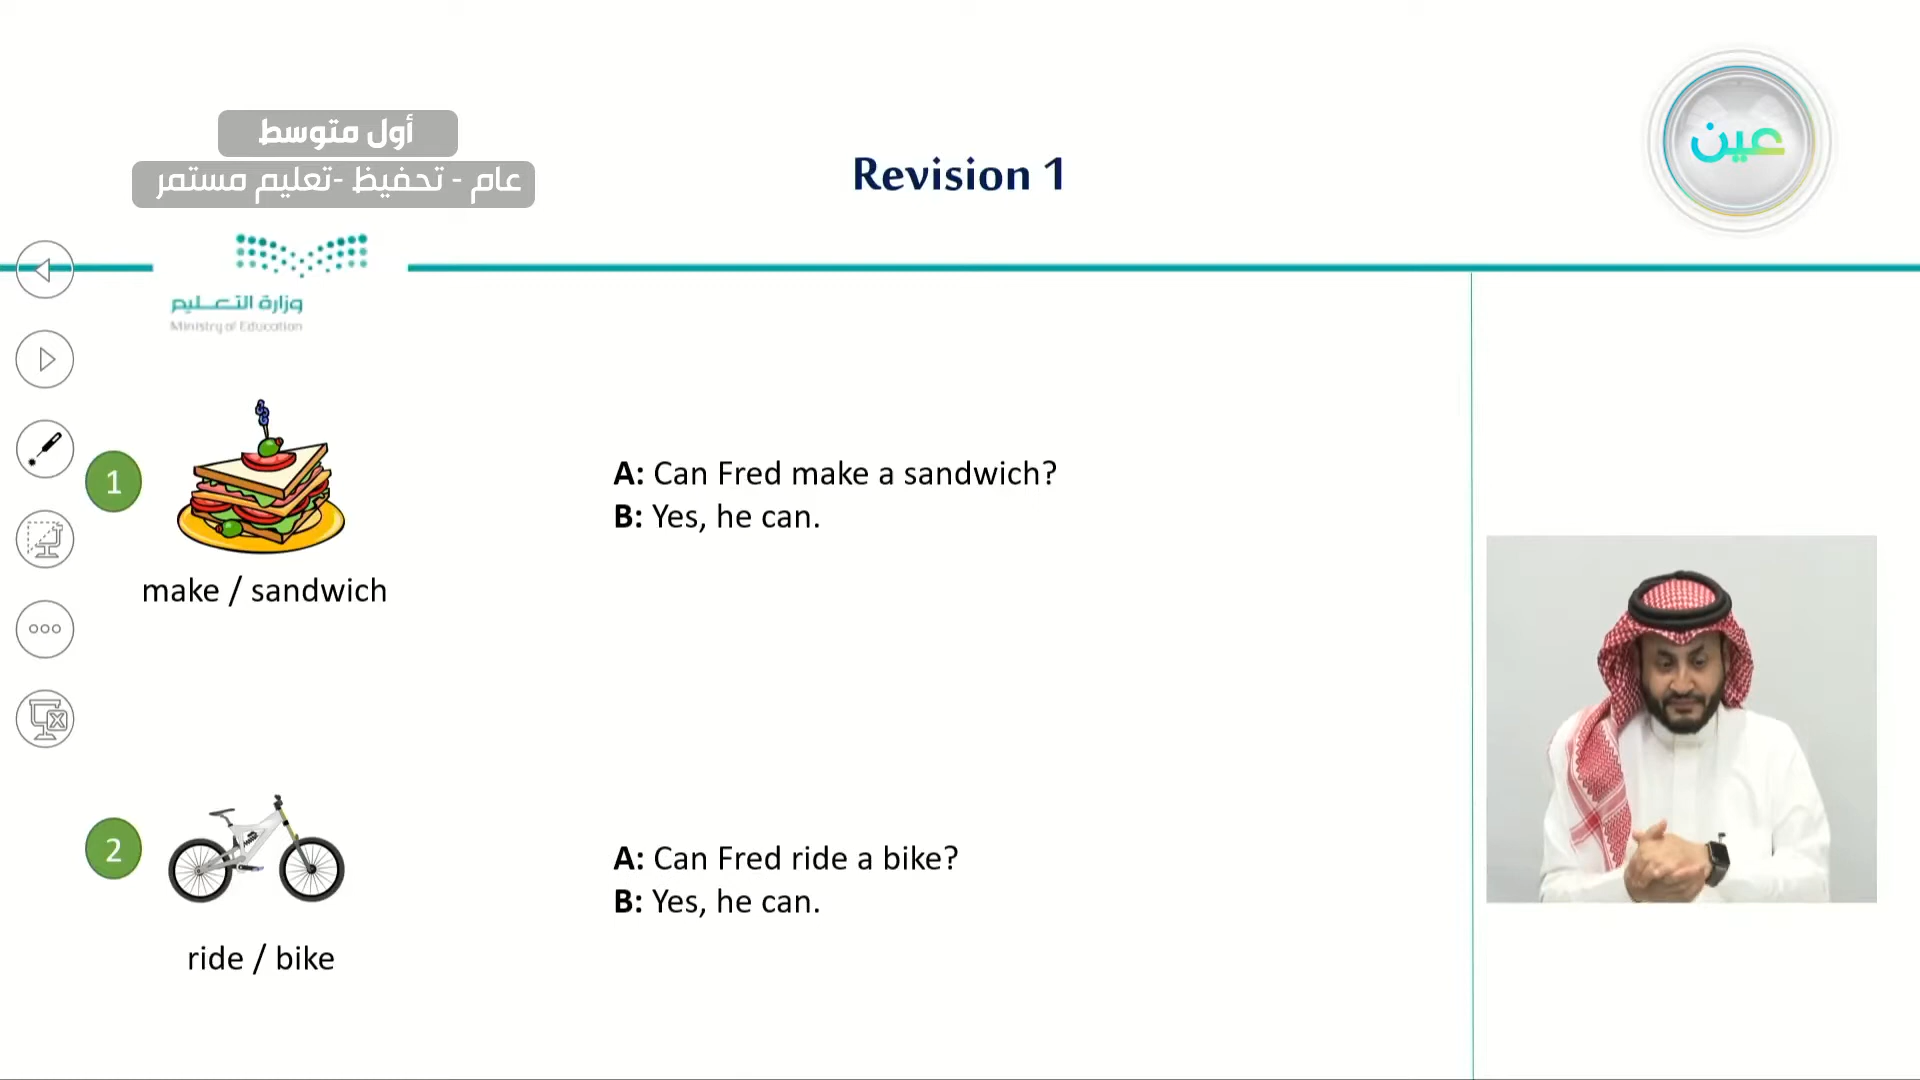 أول متوسط
عام - تحفيظ -تعليم مستمر
Revision 1
عين
وزارة التعليم
Ministry of Education
1
make / sandwich
A: Can Fred make a sandwich?
B: Yes, he can.
2
ride / bike
A: Can Fred ride a bike?
B: Yes, he can.